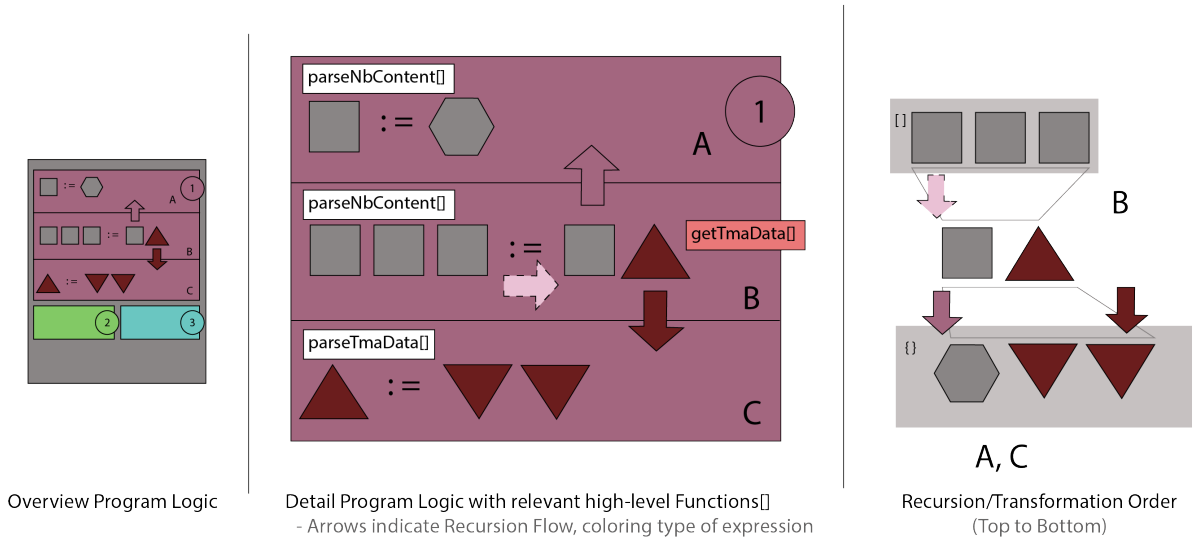 :=
1
A
:=
B
:=
C
2
3
Overview Program Logic
parseNbContent[]
:=
1
A
parseNbContent[]
:=
getTmaData[]
B
parseTmaData[]
:=
C
Detail Program Logic with relevant high-level Functions[]
- Arrows indicate Recursion Flow, coloring type of expression
[ ]
B
{ }
A, C
Recursion/Transformation Order
(Top to Bottom)